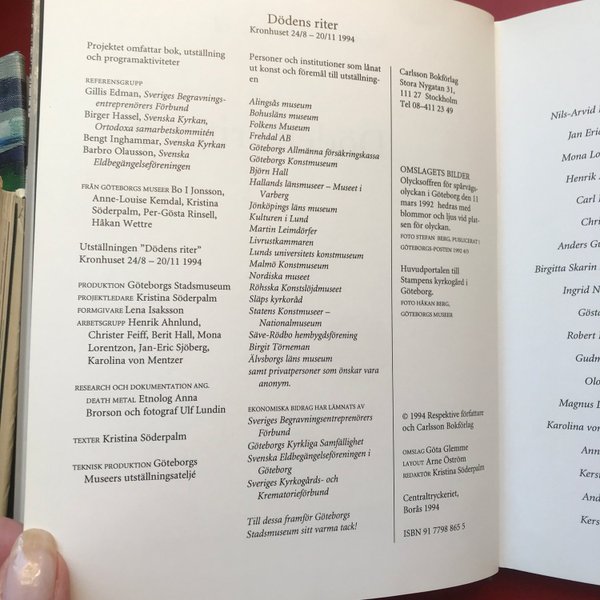 Dödens riter
Kronhuset 24/8 – 20/11 1994
Projektet omfattar bok, utställning
och programaktiviteter
REFERENSGRUPP
Gillis Edman, Sveriges Begravnings-
entreprenörers Förbund
Birger Hassel, Svenska Kyrkan,
Ortodoxa samarbetskommitén
Bengt Inghammar, Svenska Kyrkan
Barbro Olausson, Svenska
Eldbegängelseföreningen
FRÅN GÖTEBORGS MUSEER Bo I Jonsson,
Anne-Louise Kemdal, Kristina
Söderpalm, Per-Gösta Rinsell,
Håkan Wettre
Utställningen ”Dödens riter”
Kronhuset 24/8 – 20/11 1994
PRODUKTION Göteborgs Stadsmuseum
PROJEKTLEDARE Kristina Söderpalm
FORMGIVARE Lena Isaksson
ARBETSGRUPP Henrik Ahnlund,
Christer Feiff, Berit Hall, Mona
Lorentzon, Jan-Eric Sjöberg,
Karolina von Mentzer
RESEARCH OCH DOKUMENTATION ANG.
DEATH METAL Etnolog Anna
Brorson och fotograf Ulf Lundin
TEXTER Kristina Söderpalm
TEKNISK PRODUKTION Göteborgs
Museers utställningsateljé
Personer och institutioner som lånat
ut konst och föremål till utställning-
en
Alingsås museum
Bohusläns museum
Folkens Museum
Frehdal AB
Göteborgs Allmänna försäkringskassa
Göteborgs Konstmuseum
Björn Hall
Hallands länsmuseer – Museet i
Varberg
Jönköpings läns museum
Kulturen i Lund
Martin Leimdörfer
Livrustkammaren
Lunds universitets konstmuseum
Malmö Konstmuseum
Nordiska museet
Röhsska Konstslöjdmuseet
Släps kyrkoråd
Statens Konstmuseer –
Nationalmuseum
Säve-Rödbo hembygdsförening
Birgit Törneman
Älvsborgs läns museum
samt privatpersoner som önskar vara
anonym.
EKONOMISKA BIDRAG HAR LÄMNATS AV
Sveriges Begravningsentreprenörers
Förbund
Göteborgs Kyrkliga Samfällighet
Svenska Eldbegängelseföreningen i
Göteborg
Sveriges Kyrkogårds- och
Krematorieförbund
Till dessa framför Göteborgs
Stadsmuseum sitt varma tack!
Carlsson Bokförlag
Stora Nygatan 31,
111 27 Stockholm
Tel 08–411 23 49
OMSLAGETS BILDER
Olycksoffren för spårvägs-
olyckan i Göteborg den 11
mars 1992 hedras med
blommor och ljus vid plat-
sen för olyckan.
FOTO STEFAN BERG, PUBLICERAT I
GÖTEBORGS-POSTEN 1992 6/3
Huvudportalen till
Stampens kyrkogård i
Göteborg.
FOTO HÅKAN BERG,
GÖTEBORGS MUSEER
© 1994 Respektive författare
och Carlsson Bokförlag
OMSLAG Göta Glemme
LAYOUT Arne Öström
REDAKTÖR Kristina Söderpalm
Centraltryckeriet,
Borås 1994
ISBN 91 7798 865 5
Nils-Arvid
Jan Eric
Mona Lo
Henrik
Carl
Chri
Anders Gu
Birgitta Skarin
Ingrid N
Göst
Robert
Gud
Olo
Magnus
Karolina von
Ann
Kers
And
Kers